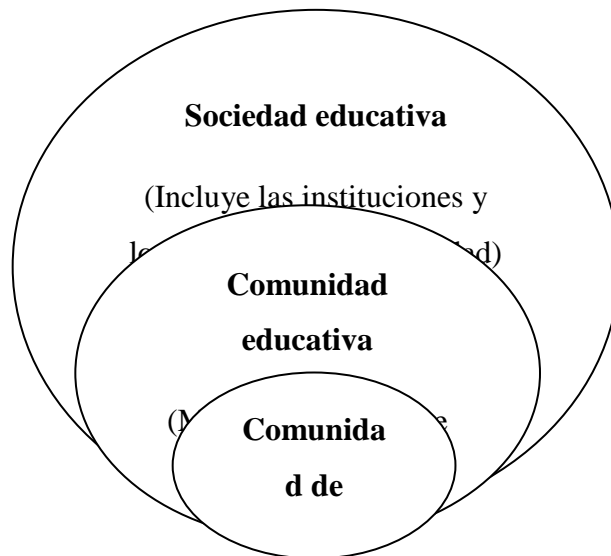 Sociedad educativa
(Incluye las instituciones y
Comunidad
educativa
Comunida
d de